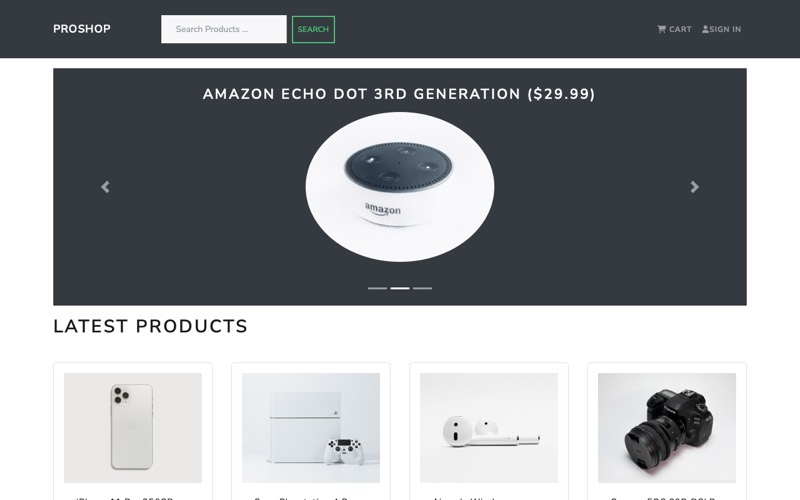 PROSHOP
Search Products ...
SEARCH
CART
SIGN IN
AMAZON ECHO DOT 3RD GENERATION ($29.99)
amazon
LATEST PRODUCTS